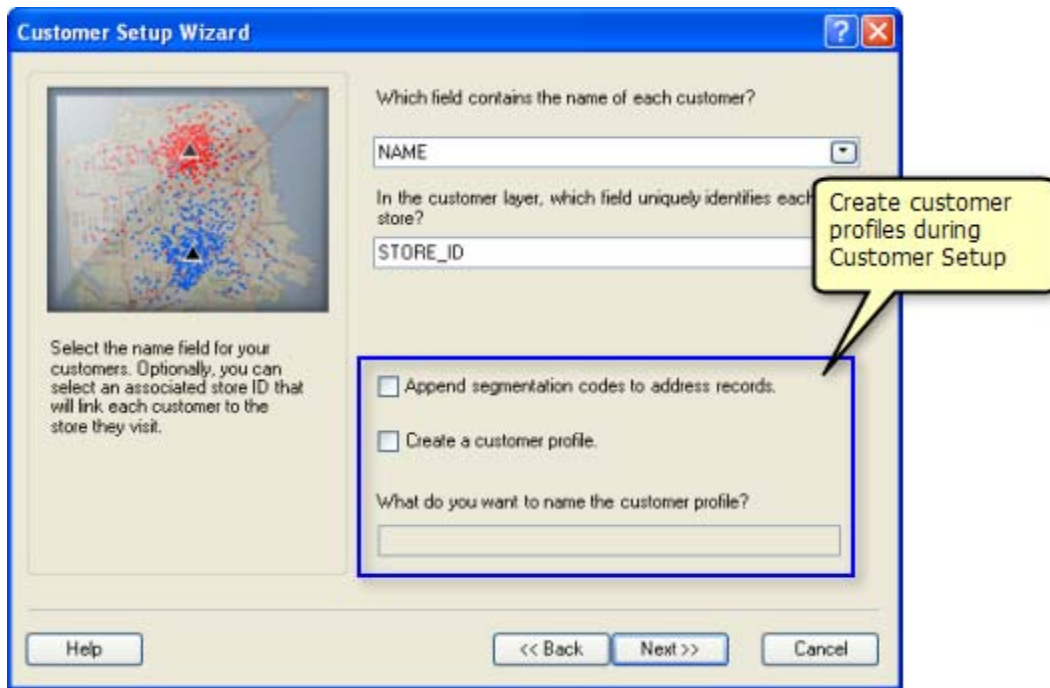 Customer Setup Wizard
Which field contains the name of each customer?
NAME
In the customer layer, which field uniquely identifies each
store?
STORE_ID
Create customer
profiles during
Customer Setup
Select the name field for your
customers. Optionally, you can
select an associated store ID that
will link each customer to the
store they visit.
Append segmentation codes to address records.
Create a customer profile.
What do you want to name the customer profile?
Help
<< Back
Next >>
Cancel